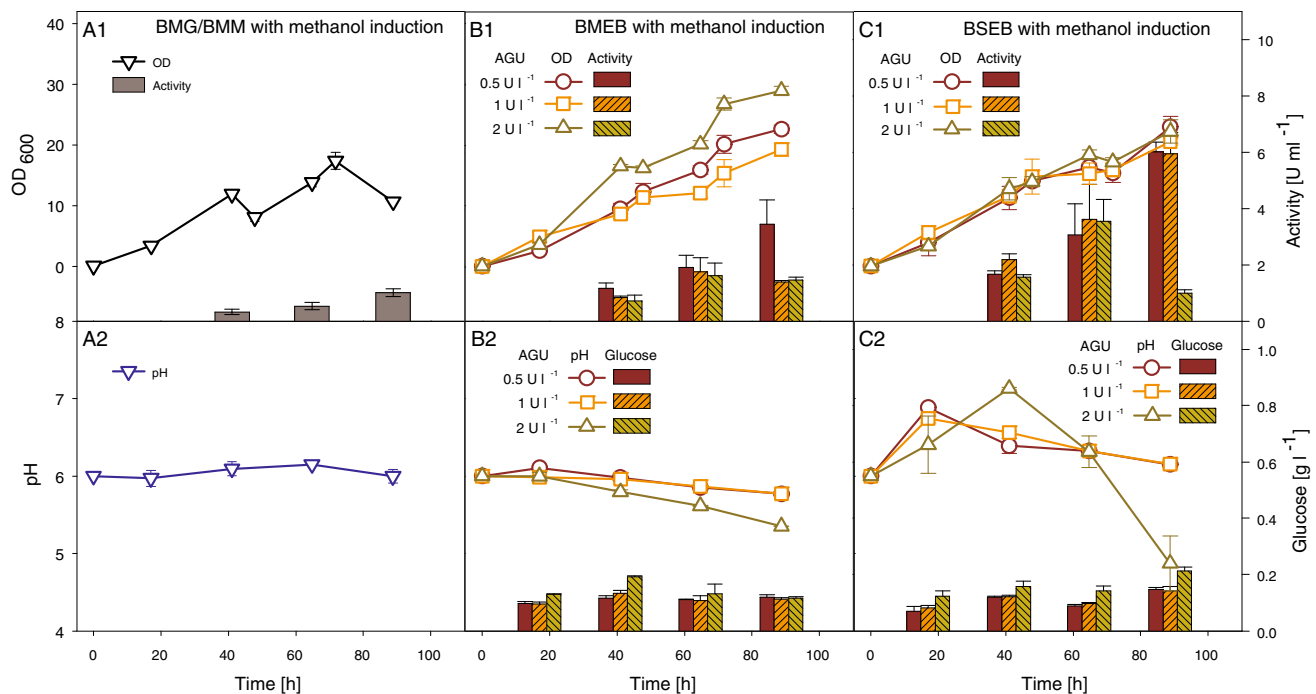 A1 BMG/BMM with methanol induction
OD
Activity
B1 BMEB with methanol induction
AGU OD Activity
0.5 U l -1
1 U l -1
2 U l -1
C1 BSEB with methanol induction
AGU OD Activity
0.5 U l -1
1 U l -1
2 U l -1
OD600
40
30
20
10
0
8
10
8
6
4
2
0
Activity [U ml -1]
A2
pH
B2
AGU pH Glucose
0.5 U l -1
1 U l -1
2 U l -1
C2
AGU pH Glucose
0.5 U l -1
1 U l -1
2 U l -1
pH
7
6
5
4
1.0
0.8
0.6
0.4
0.2
0.0
Glucose [g l -1]
0 20 40 60 80 100
0 20 40 60 80 100
0 20 40 60 80 100
Time [h]
Time [h]
Time [h]